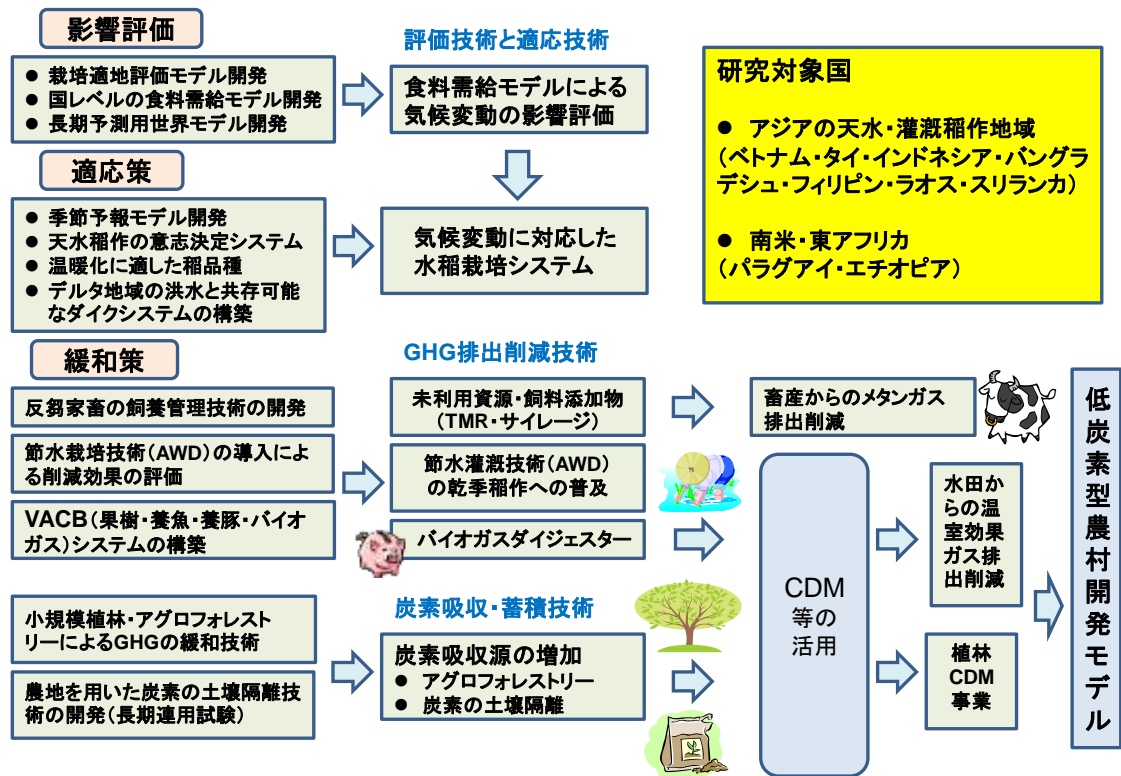 影響評価
● 栽培適地評価モデル開発
● 国レベルの食料需給モデル開発
● 長期予測用世界モデル開発
評価技術と適応技術
食料需給モデルによる
気候変動の影響評価
研究対象国
● アジアの天水・灌漑稲作地域
（ベトナム・タイ・インドネシア・バングラ
デシュ・フィリピン・ラオス・スリランカ）
● 南米・東アフリカ
（パラグアイ・エチオピア）
適応策
● 季節予報モデル開発
● 天水稲作の意志決定システム
● 温暖化に適した稲品種
● デルタ地域の洪水と共存可能
なダイクシステムの構築
気候変動に対応した
水稲栽培システム
緩和策
反芻家畜の飼養管理技術の開発
節水栽培技術（AWD）の導入によ
る削減効果の評価
VACB（果樹・養魚・養豚・バイオ
ガス）システムの構築
GHG排出削減技術
未利用資源・飼料添加物
（TMR・サイレージ）
節水灌漑技術（AWD）
の乾季稲作への普及
バイオガスダイジェスター
畜産からのメタンガス
排出削減
小規模植林・アグロフォレスト
リーによるGHGの緩和技術
農地を用いた炭素の土壌隔離技
術の開発（長期連用試験）
炭素吸収・蓄積技術
炭素吸収源の増加
● アグロフォレストリー
● 炭素の土壌隔離
CDM
等の
活用
水田か
らの温
室効果
ガス排
出削減
植林
CDM
事業
低炭素型農村開発モデル